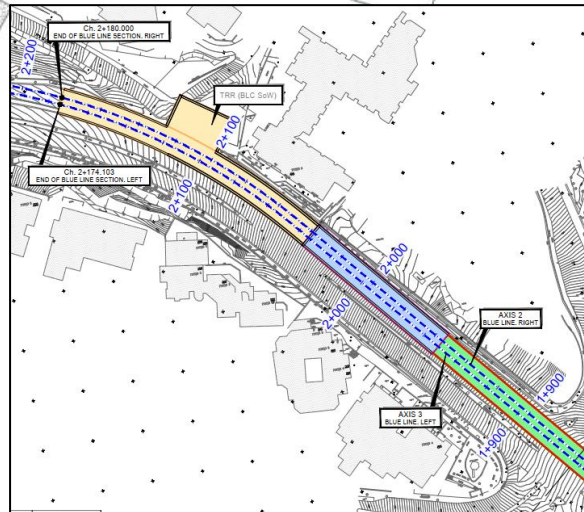 Ch. 2+180.000
END OF BLUE LINE SECTION. RIGHT
2+200
TRR (BLC SoW)
2+100
Ch. 2+174.103
END OF BLUE LINE SECTION. LEFT
2+100
2+000
2+000
AXIS 2
BLUE LINE. RIGHT
1+900
AXIS 3
BLUE LINE. LEFT
1+900